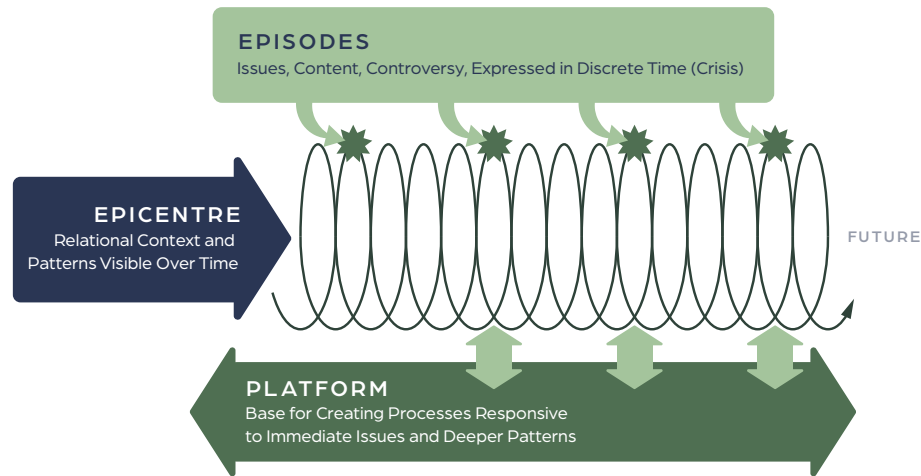 EPISODES
Issues, Content, Controversy, Expressed in Discrete Time (Crisis)
EPICENTRE
Relational Context and
Patterns Visible Over Time
FUTURE
PLATFORM
Base for Creating Processes Responsive
to Immediate Issues and Deeper Patterns